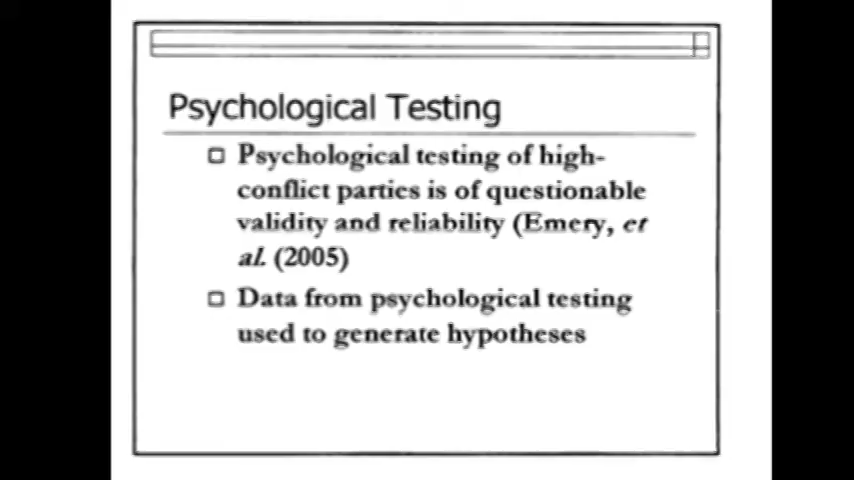 Psychological Testing
Psychological testing of high-
conflict parties is of questionable
validity and reliability (Emery, et
al. (2005)
Data from psychological testing
used to generate hypotheses